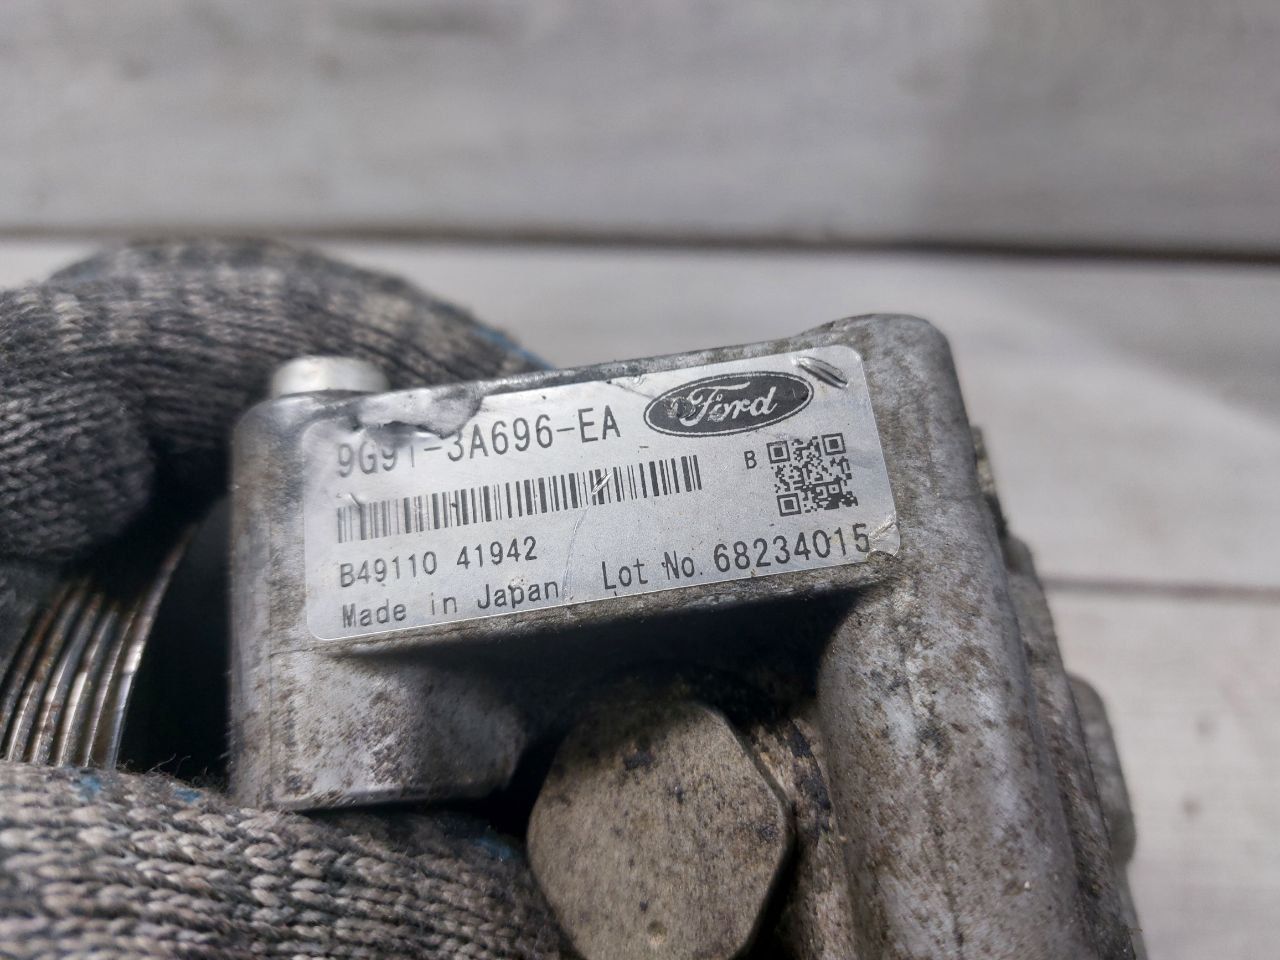 9G91-3A696-EA
Ford
B
B49110 41942
Made in Japan Lot No. 68234015